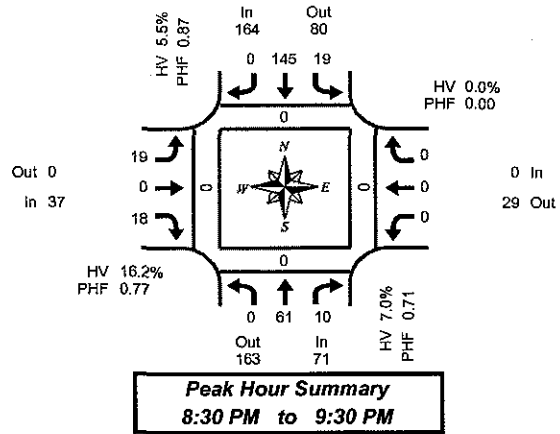 In Out
164 80
HV 5.5%
PHF 0.87
0 145 19
HV 0.0%
PHF 0.00
0
19
0
18
0
0
0
0
0
Out 0
In 37
0 In
29 Out
N
W E
S
0
HV 16.2%
PHF 0.77
0 61 10
HV 7.0%
PHF 0.71
Out In
163 71
Peak Hour Summary
8:30 PM to 9:30 PM